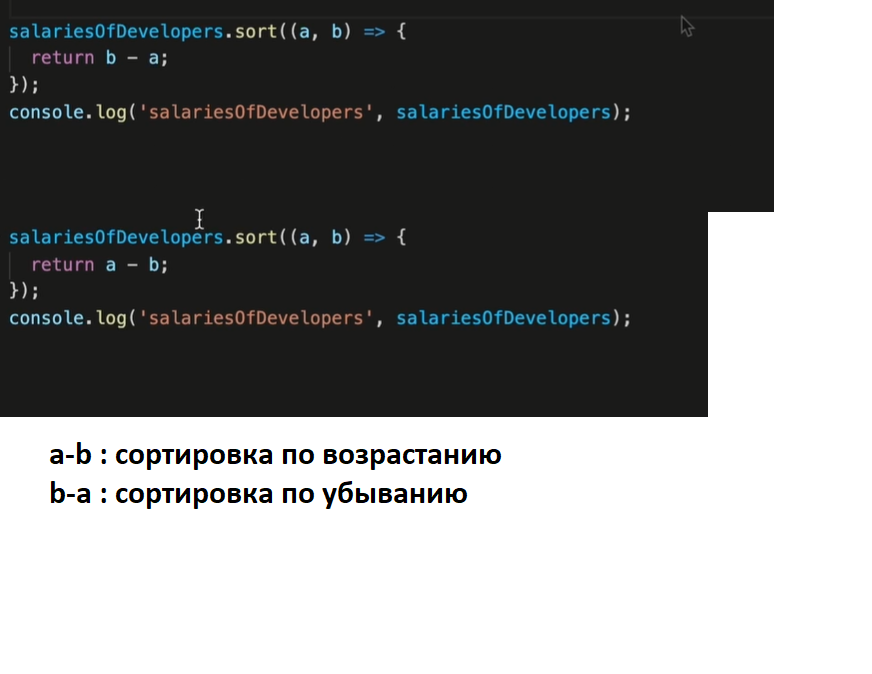 salariesOfDevelopers.sort((a, b) => {
return b – a;
});
console.log('salariesOfDevelopers', salariesOfDevelopers);
salariesOfDevelopers.sort((a, b) => {
return a – b;
});
console.log('salariesOfDevelopers', salariesOfDevelopers);
a-b : сортировка по возрастанию
b-a : сортировка по убыванию